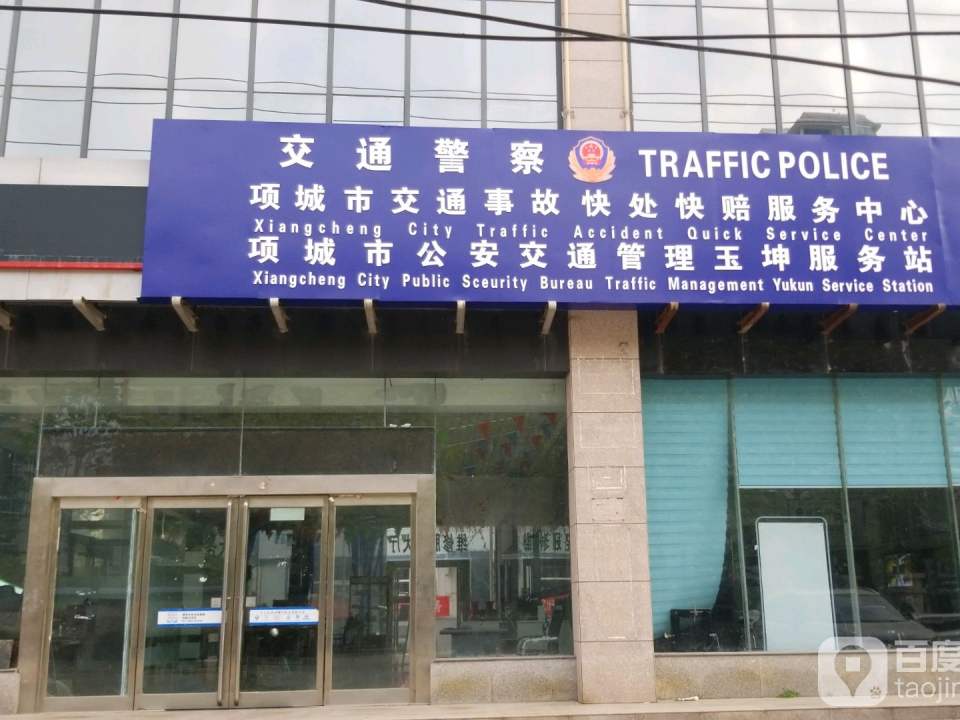 交通警察 TRAFFIC POLICE
项城市交通事故快处快赔服务中心
Xiangcheng City Traffic Accident Quick Service Center
项城市公安交通管理玉坤服务站
Xiangcheng City Public Sceurity Bureau Traffic Management Yukun Service Station
百度
taojin